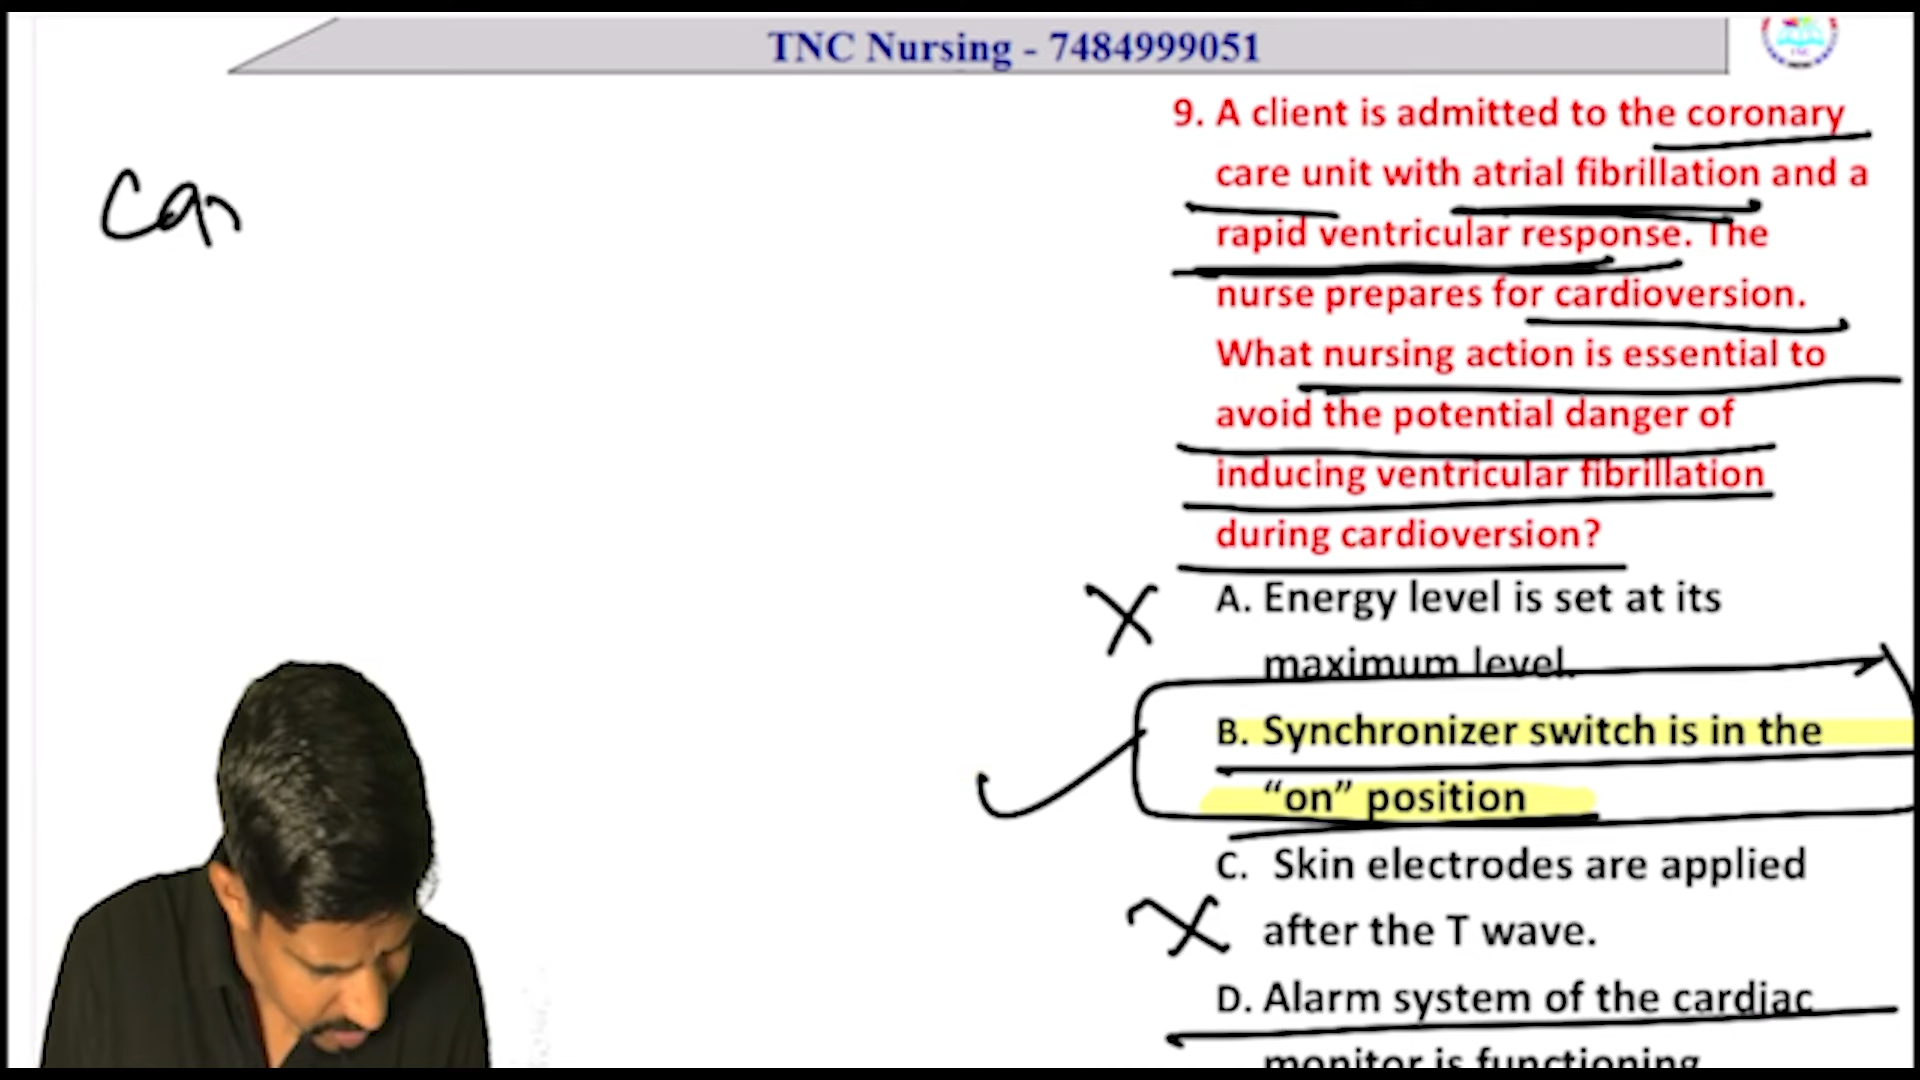 TNC Nursing - 7484999051
9. A client is admitted to the coronary
care unit with atrial fibrillation and a
rapid ventricular response. The
nurse prepares for cardioversion.
What nursing action is essential to
avoid the potential danger of
inducing ventricular fibrillation
during cardioversion?
A. Energy level is set at its
maximum level.
B. Synchronizer switch is in the
“on” position
C. Skin electrodes are applied
after the T wave.
D. Alarm system of the cardiac
monitor is functioning